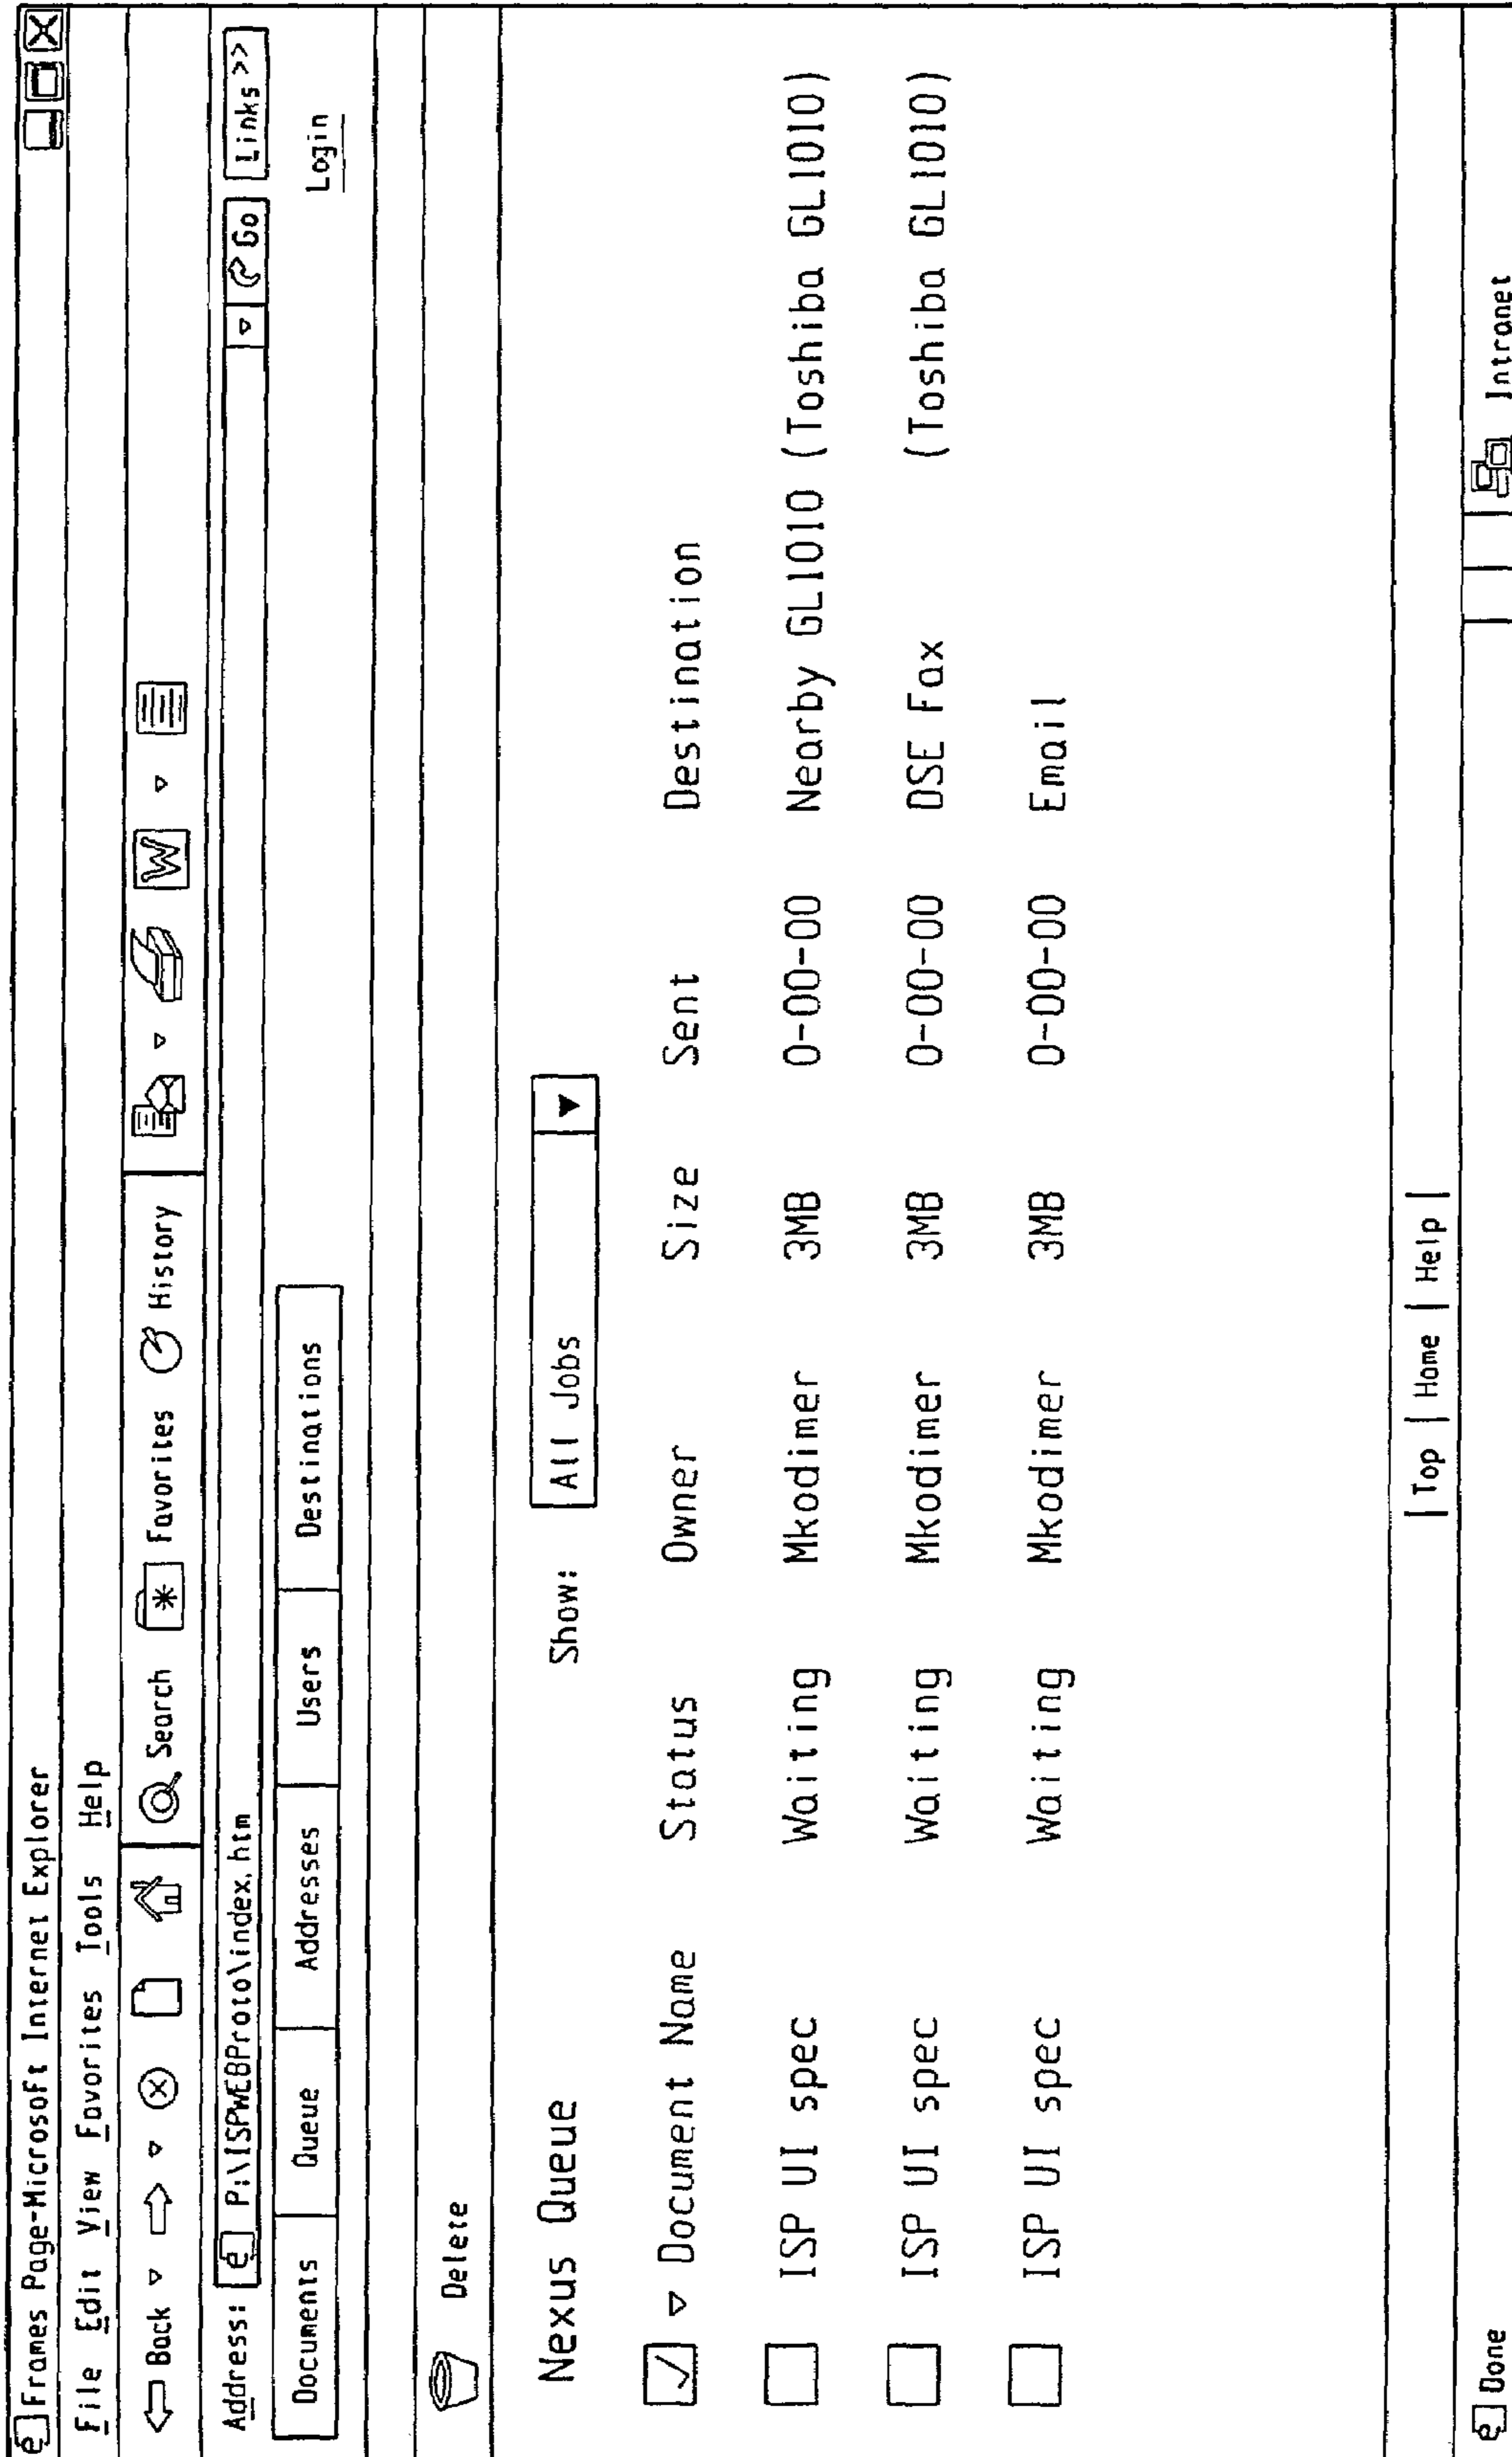 Frames Page-Microsoft Internet Explorer
File Edit View Favorites Tools Help
Back Search Favorites History W
Address: P:\ISPWEBProto\index.htm Go Links >>
Documents Queue Addresses Users Destinations Login
Delete
Nexus Queue Show: All Jobs
Document Name Status Owner Size Sent Destination
ISP UI spec Waiting Mkodimer 3MB 0-00-00 Nearby GL1010 (Toshiba GL1010)
ISP UI spec Waiting Mkodimer 3MB 0-00-00 DSE Fax (Toshiba GL1010)
ISP UI spec Waiting Mkodimer 3MB 0-00-00 Email
| Top | Home | Help |
Done Intranet